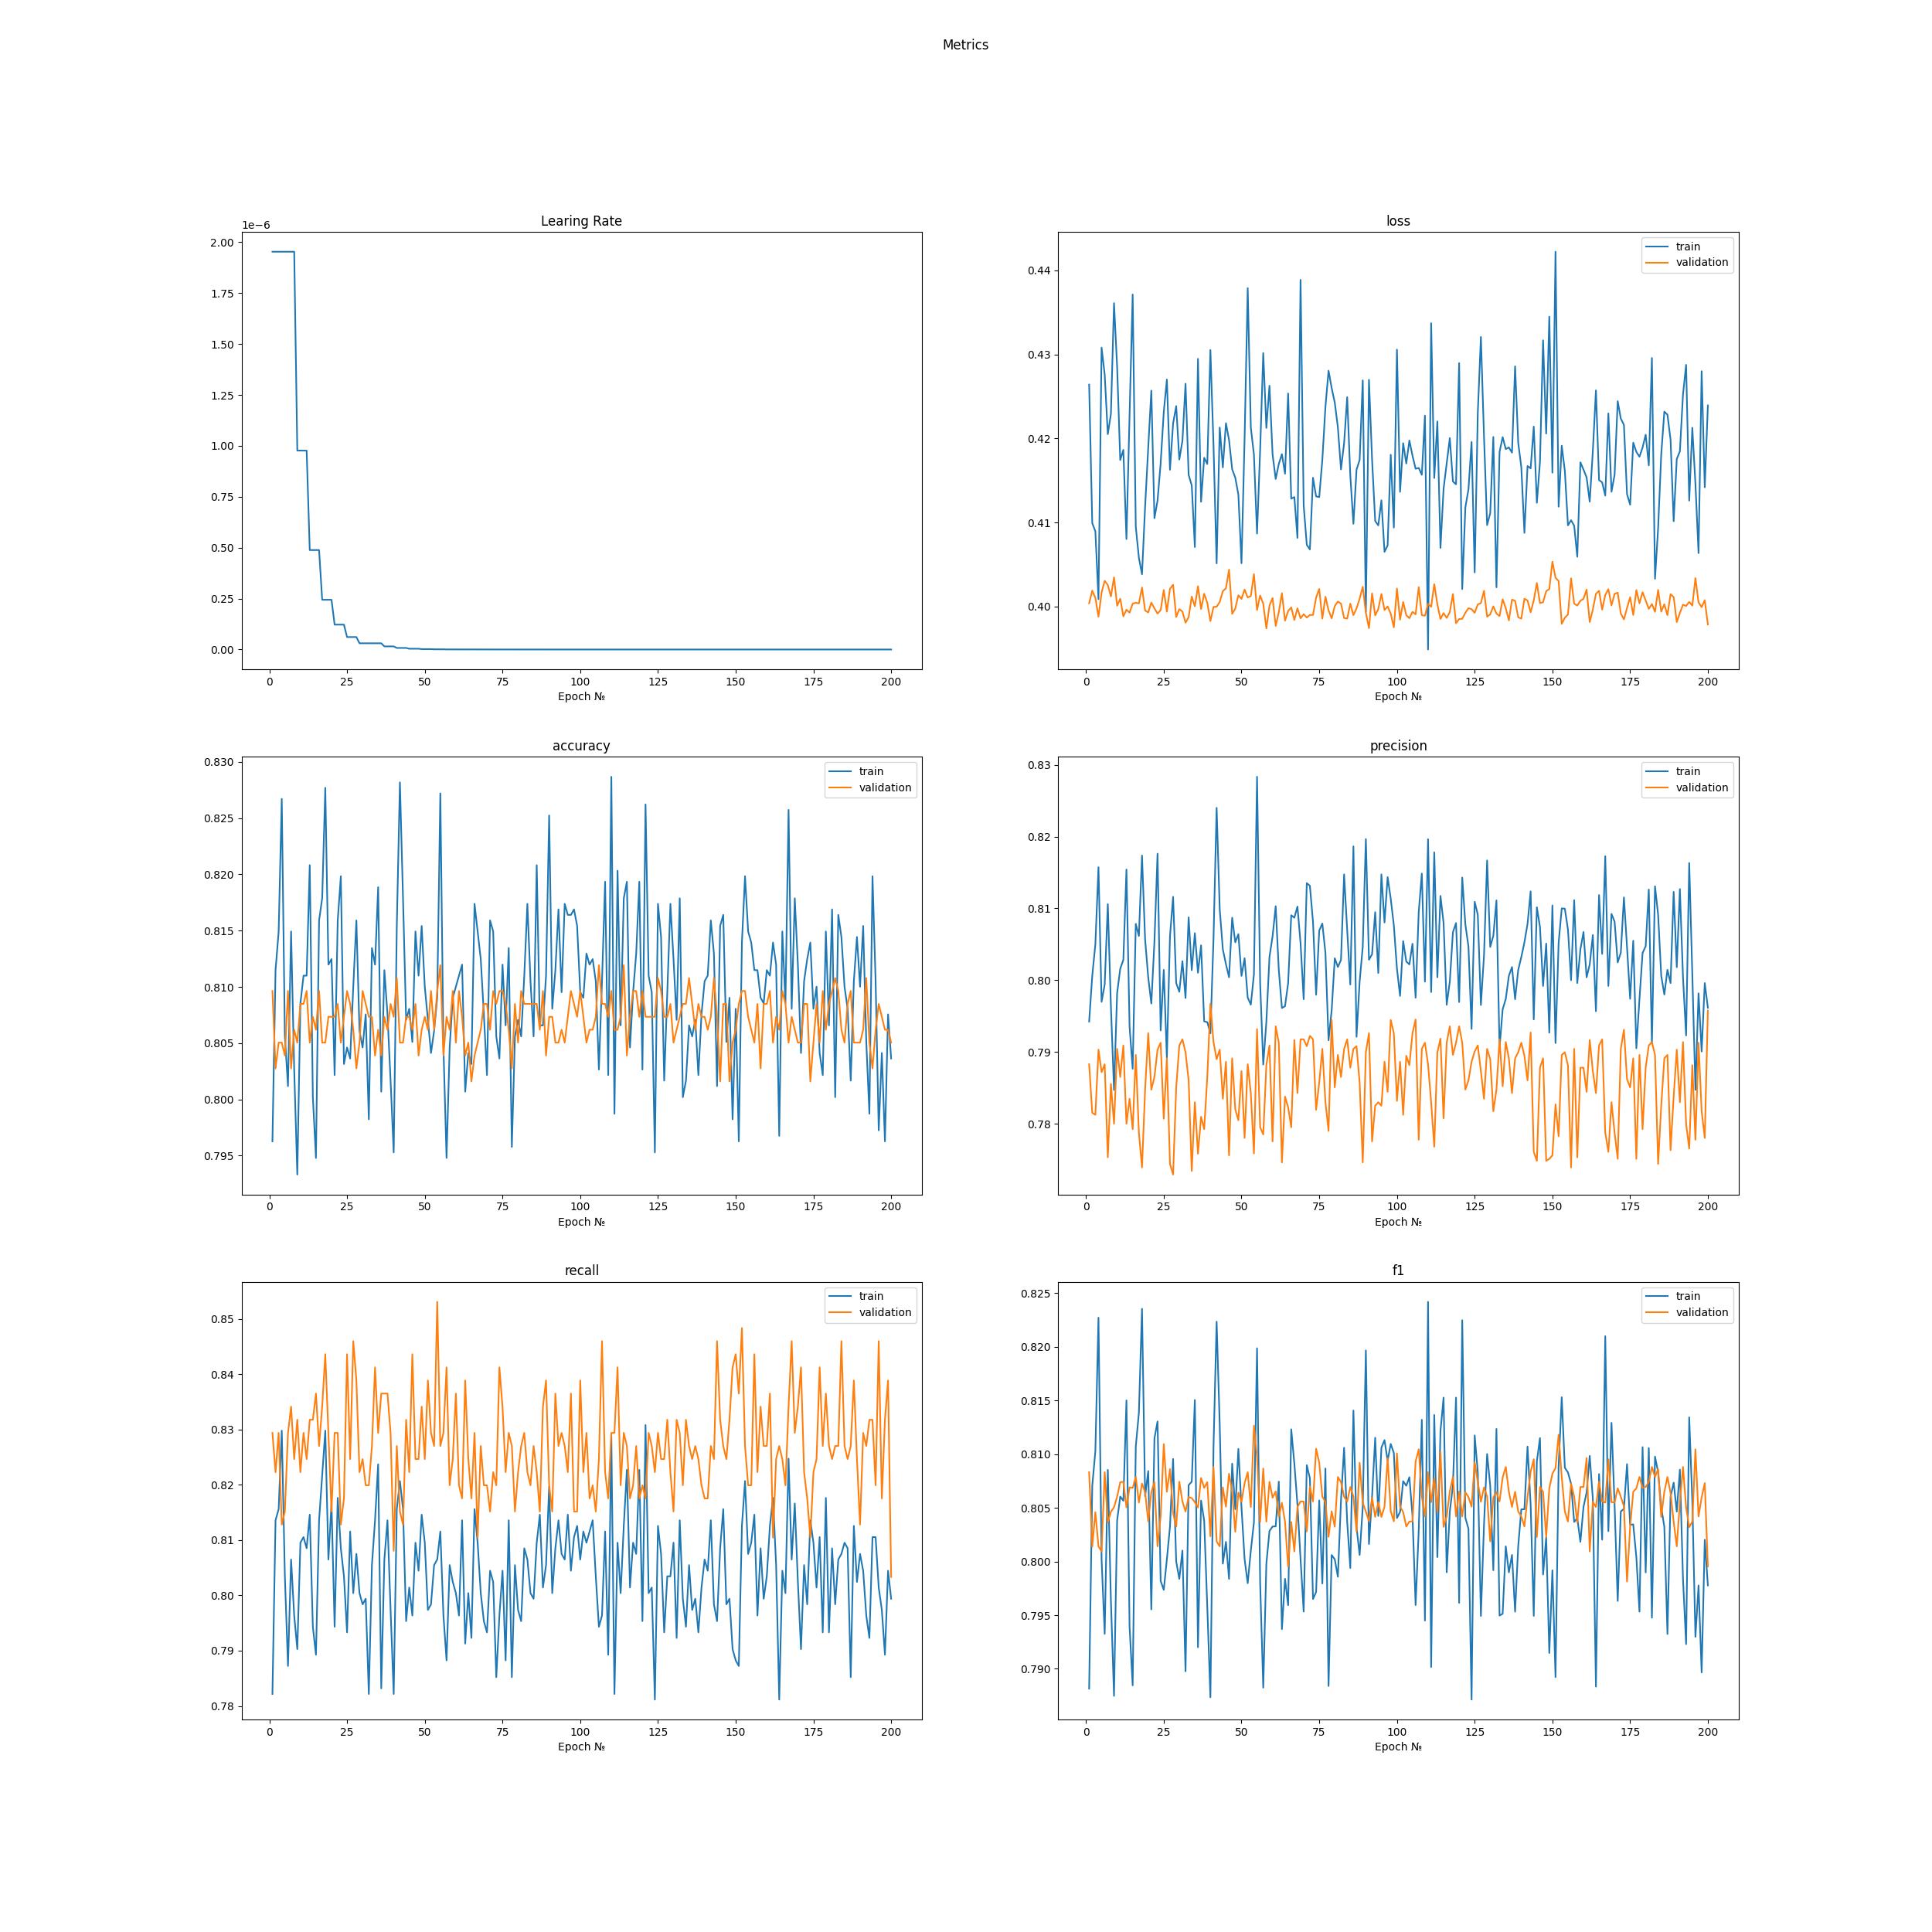 Metrics
Learing Rate
1e−6
2.00
1.75
1.50
1.25
1.00
0.75
0.50
0.25
0.00
0 25 50 75 100 125 150 175 200
Epoch №
loss
train
validation
0.44
0.43
0.42
0.41
0.40
0 25 50 75 100 125 150 175 200
Epoch №
accuracy
train
validation
0.830
0.825
0.820
0.815
0.810
0.805
0.800
0.795
0 25 50 75 100 125 150 175 200
Epoch №
precision
train
validation
0.83
0.82
0.81
0.80
0.79
0.78
0 25 50 75 100 125 150 175 200
Epoch №
recall
train
validation
0.85
0.84
0.83
0.82
0.81
0.80
0.79
0.78
0 25 50 75 100 125 150 175 200
Epoch №
f1
train
validation
0.825
0.820
0.815
0.810
0.805
0.800
0.795
0.790
0 25 50 75 100 125 150 175 200
Epoch №